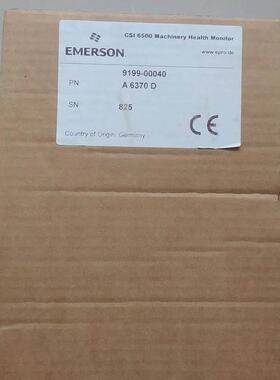 CSI 6500 Machinery Health Monitor
EMERSON
www.epro.de
9199-00040
PN A 6370 D
SN 825
Country of Origin: Germany
CE